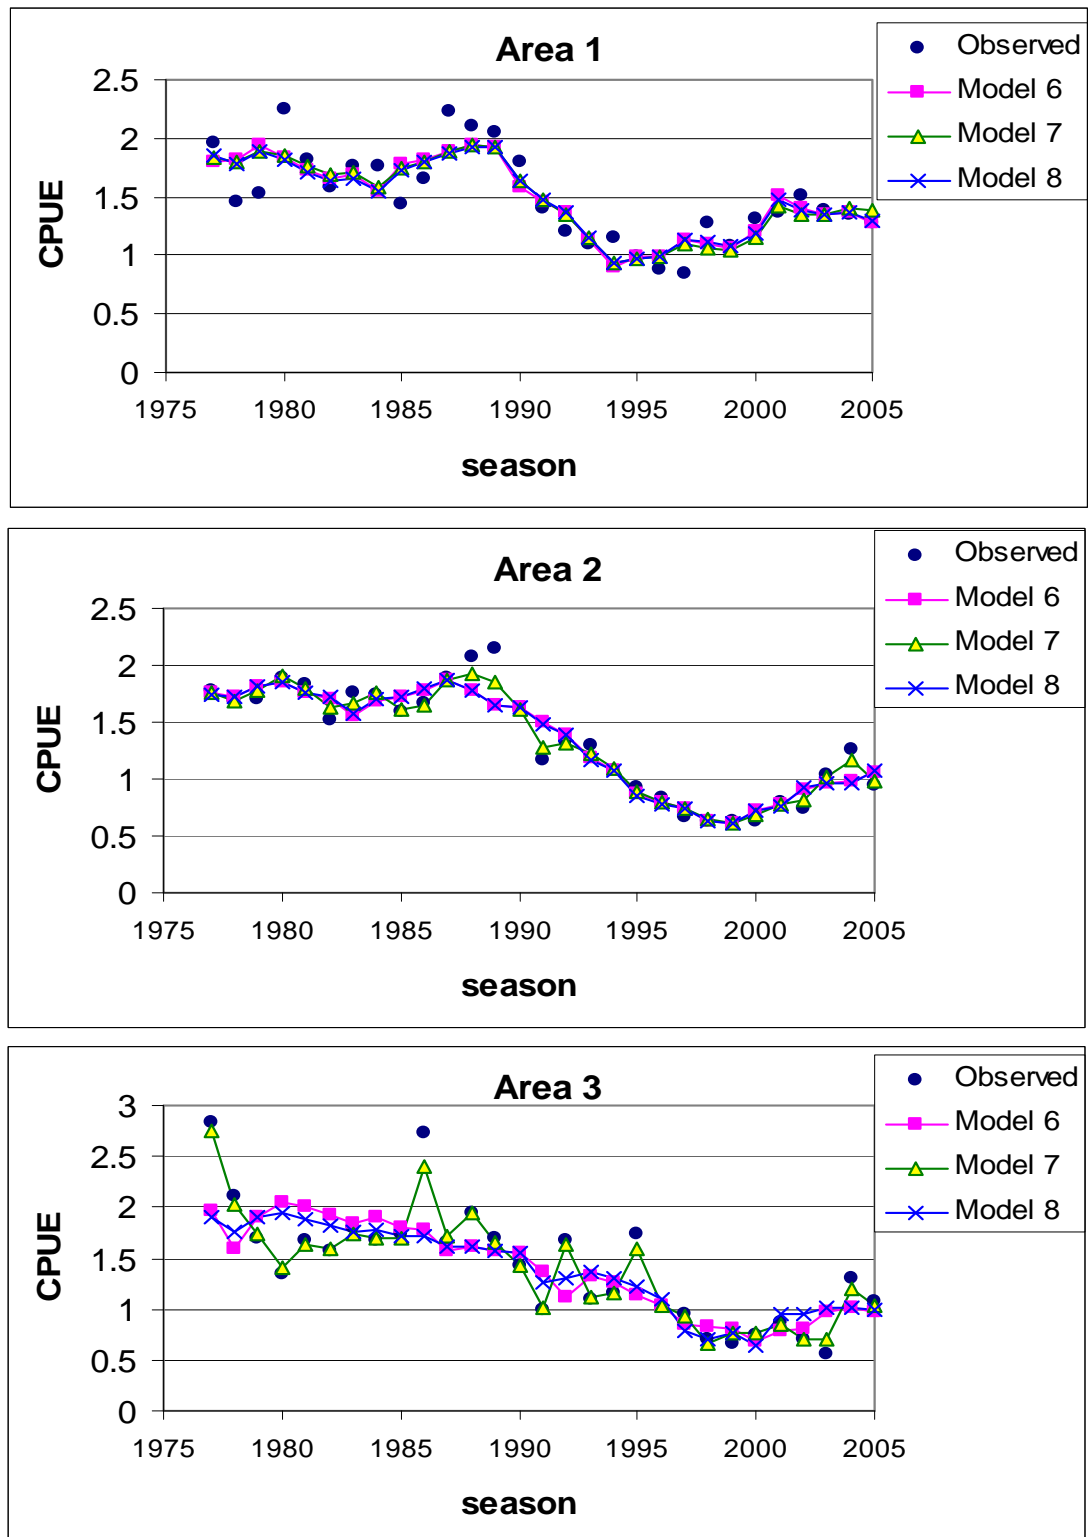 Area 1
Observed
Model 6
Model 7
Model 8
CPUE
2.5
2
1.5
1
0.5
0
1975 1980 1985 1990 1995 2000 2005
season
Area 2
Observed
Model 6
Model 7
Model 8
CPUE
2.5
2
1.5
1
0.5
0
1975 1980 1985 1990 1995 2000 2005
season
Area 3
Observed
Model 6
Model 7
Model 8
CPUE
3
2.5
2
1.5
1
0.5
0
1975 1980 1985 1990 1995 2000 2005
season